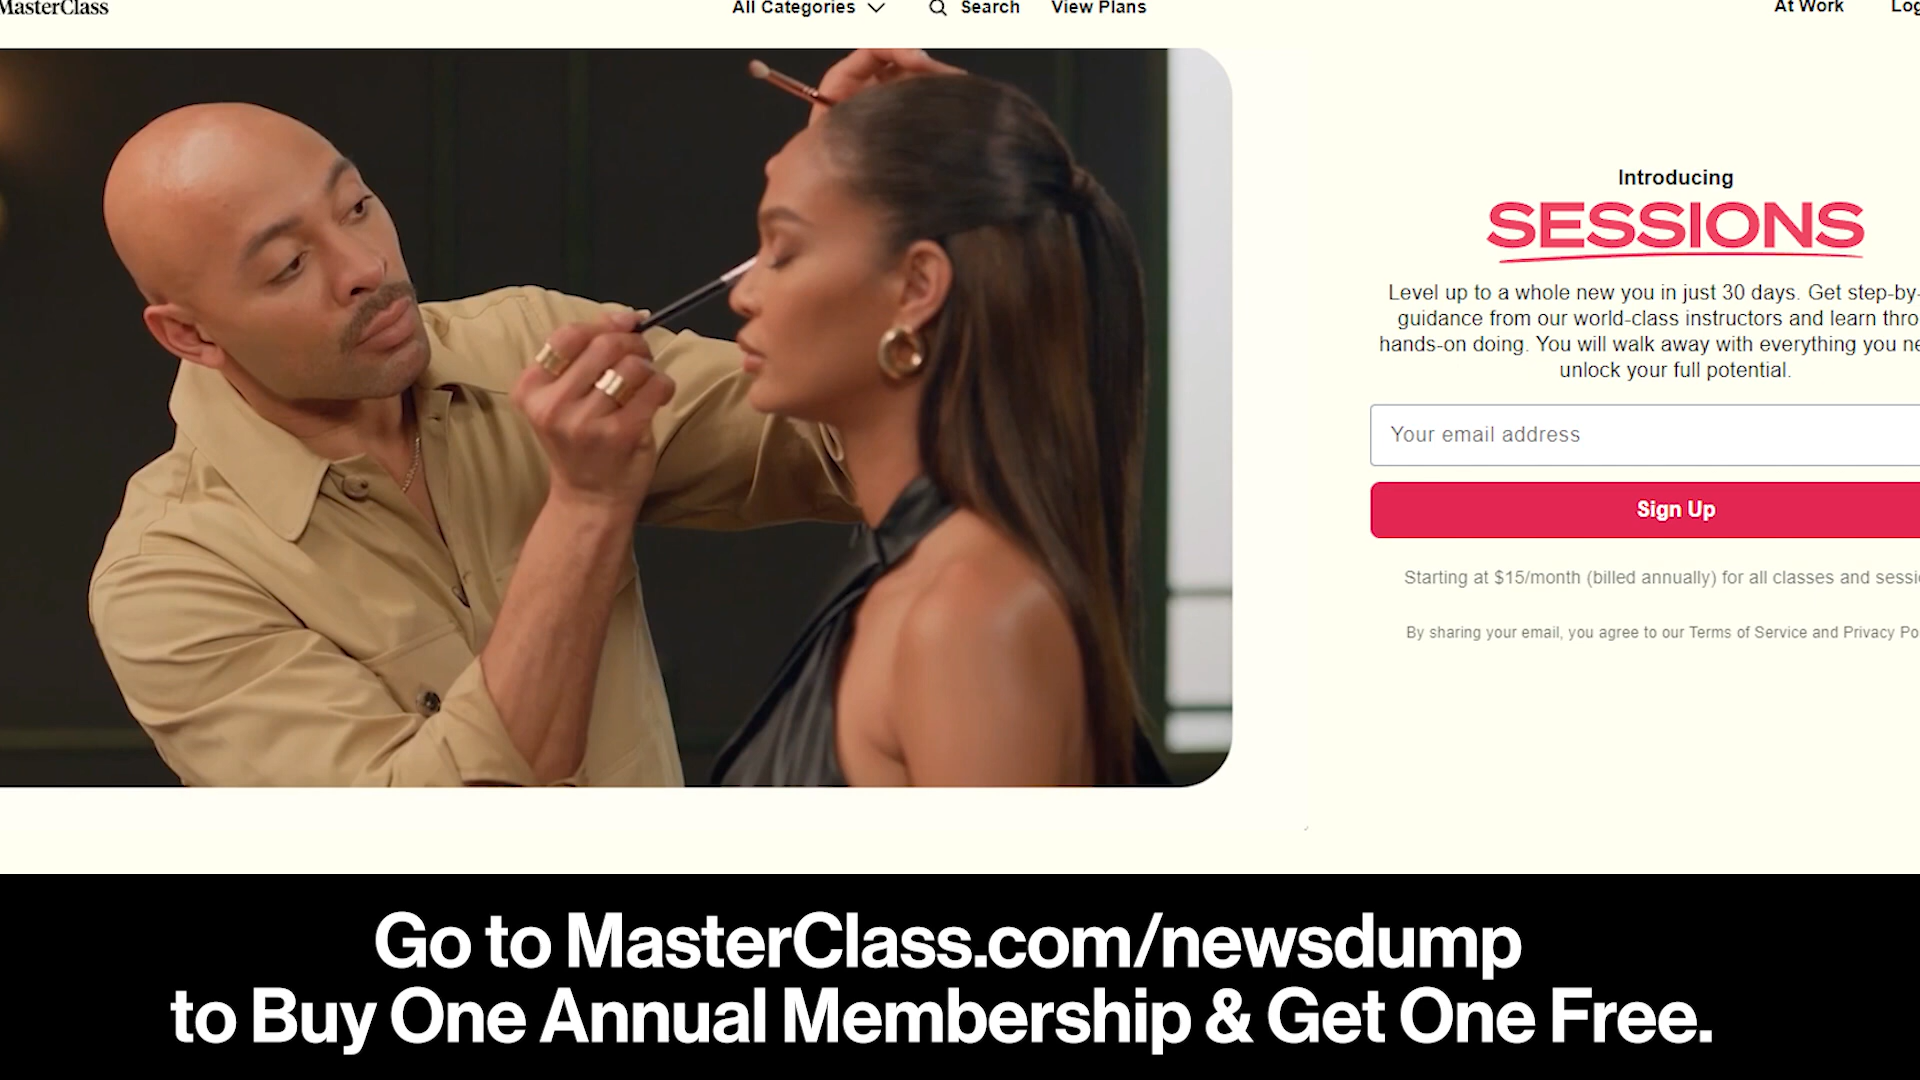 MasterClass
All Categories
Search
View Plans
At Work
Introducing
SESSIONS
Level up to a whole new you in just 30 days. Get step-by-
guidance from our world-class instructors and learn
hands-on doing. You will walk away with everything you
unlock your full potential.
Your email address
Sign Up
Starting at $15/month (billed annually) for all classes and
By sharing your email, you agree to our Terms of Service and Privacy
Go to MasterClass.com/newsdump
to Buy One Annual Membership & Get One Free.